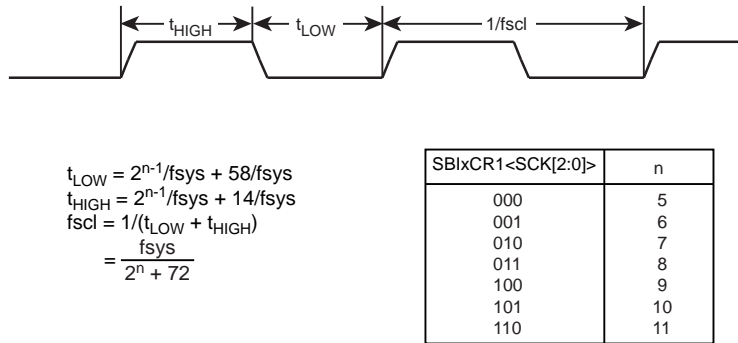 tHIGH tLOW 1/fscl
tLOW = 2n-1/fsys + 58/fsys
tHIGH = 2n-1/fsys + 14/fsys
fscl = 1/(tLOW + tHIGH)
= fsys
2n + 72
SBIxCR1<SCK[2:0]> n
000 5
001 6
010 7
011 8
100 9
101 10
110 11